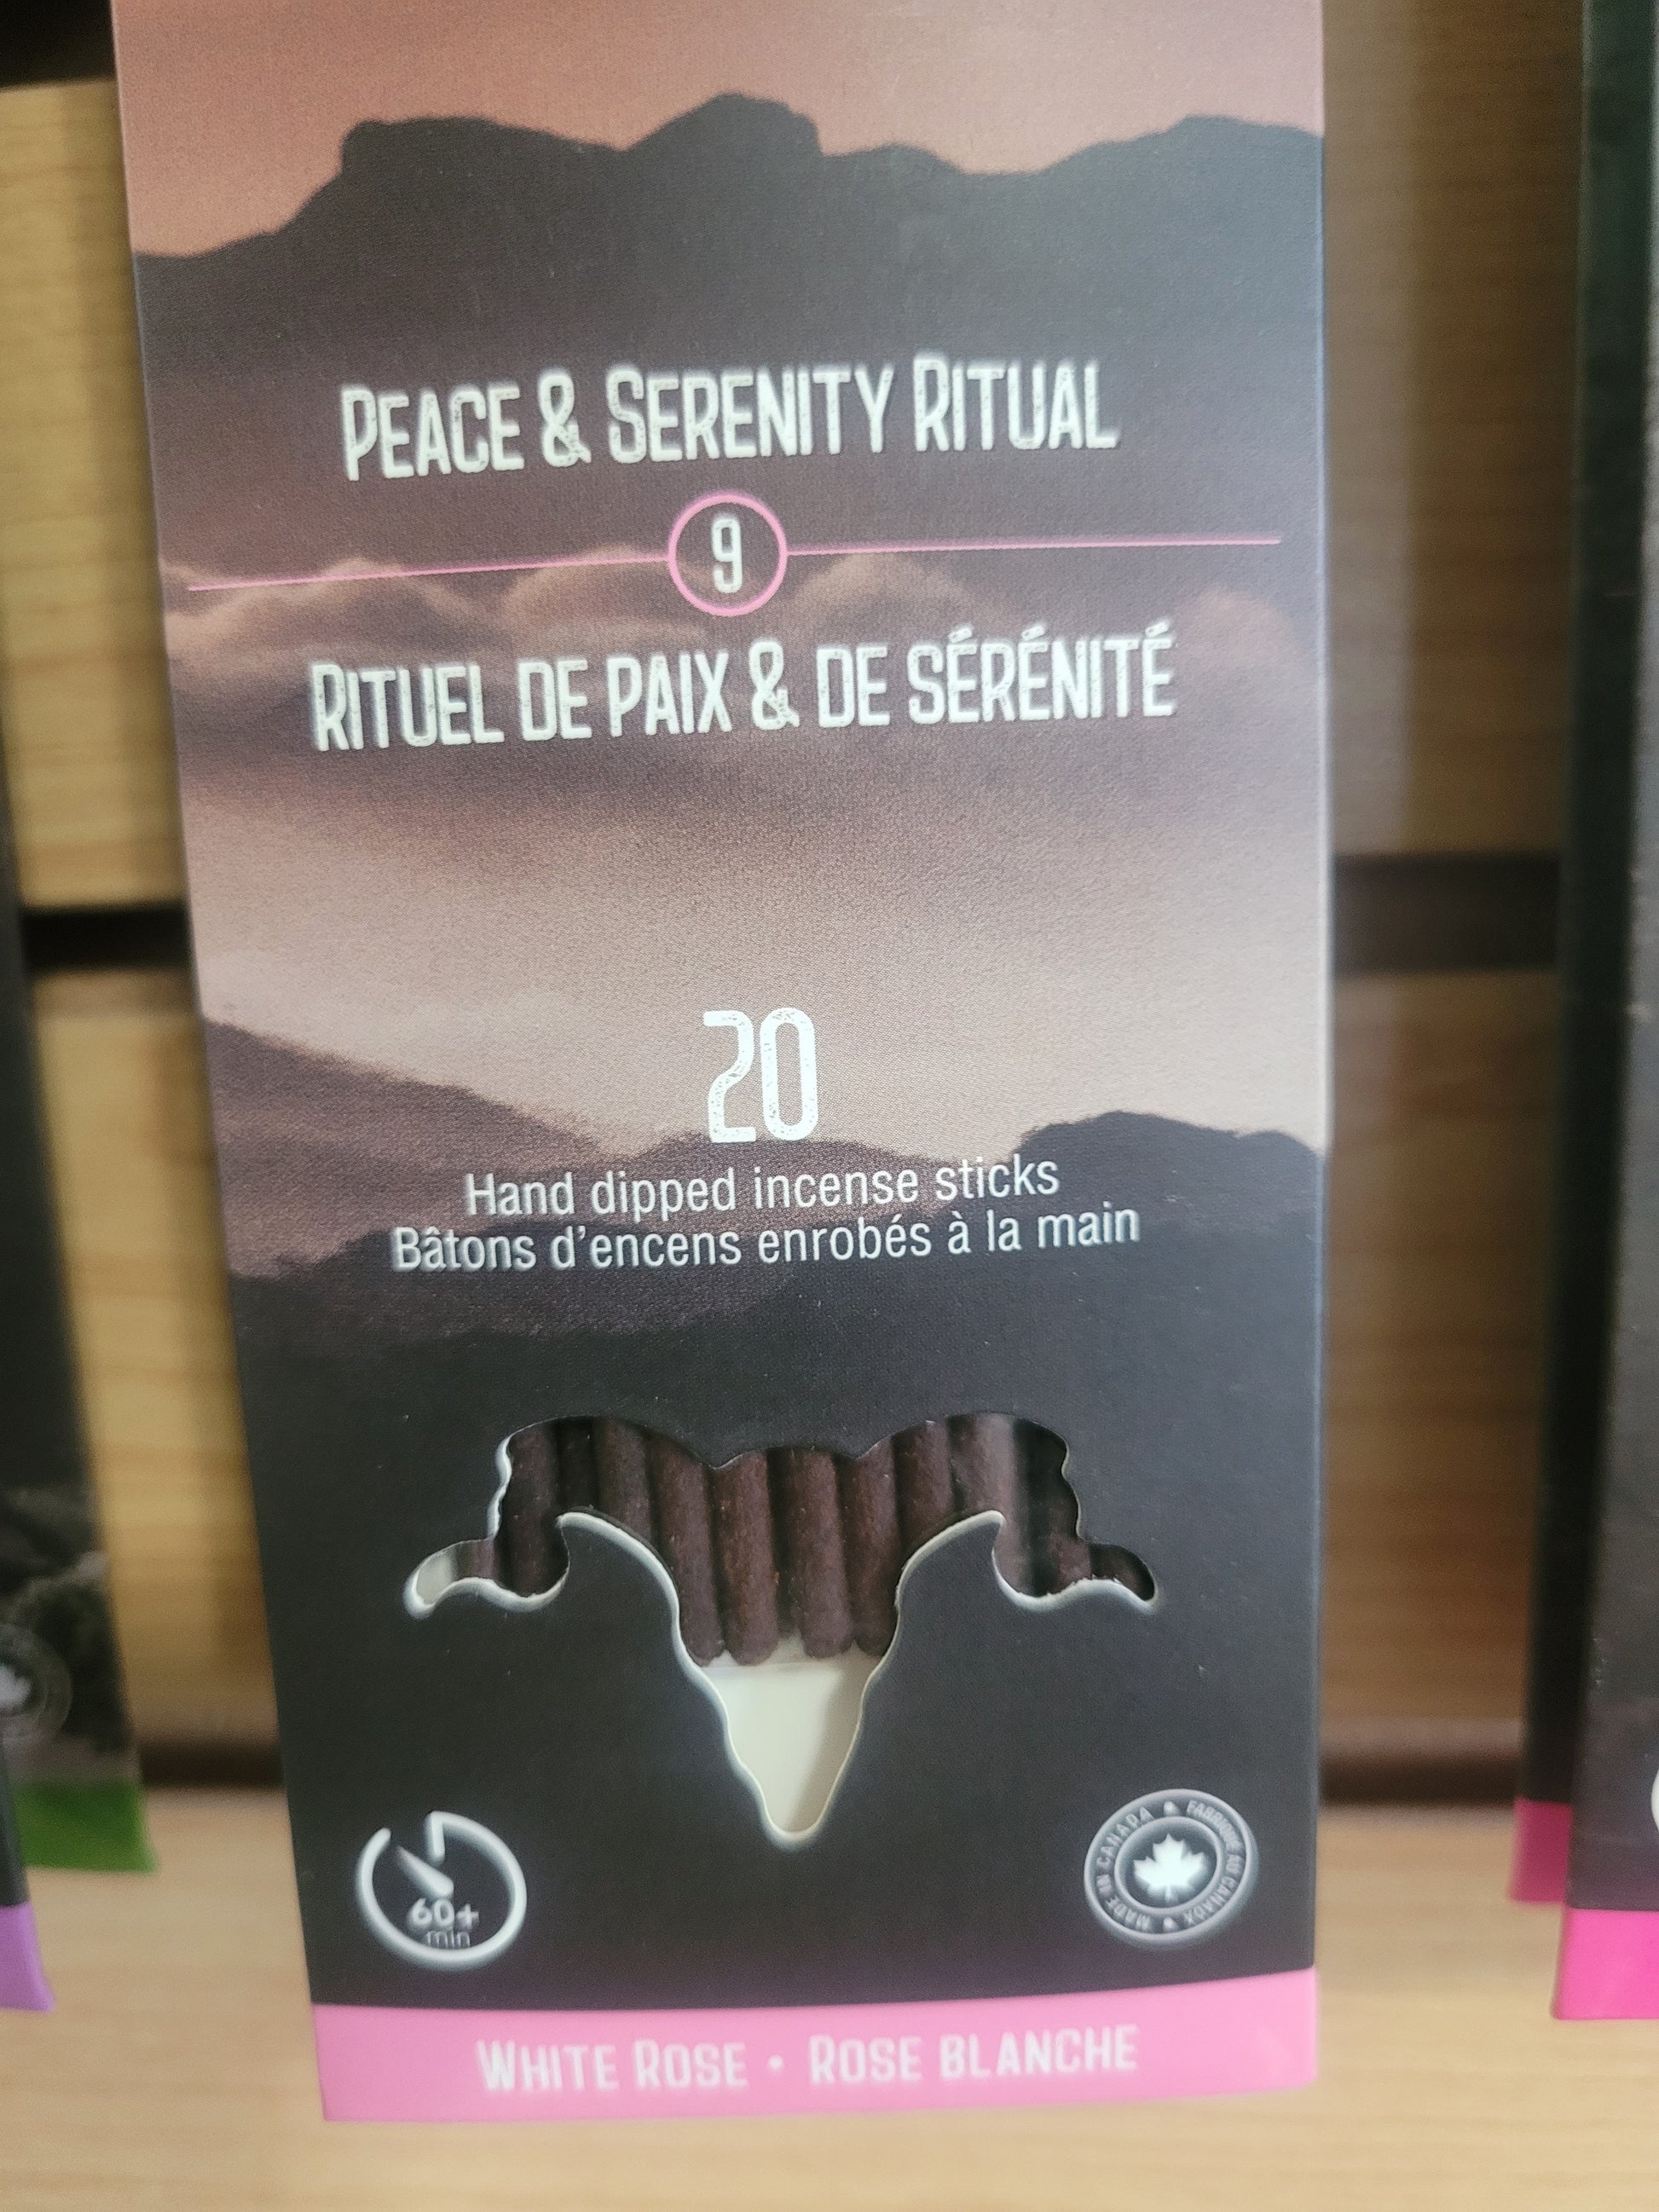 PEACE & SERENITY RITUAL
9
RITUEL DE PAIX & DE SÉRÉNITÉ
20
Hand dipped incense sticks
Bâtons d'encens enrobés à la main
60+
min
MADE IN CANADA • FABRIQUÉ AU CANADA
WHITE ROSE • ROSE BLANCHE